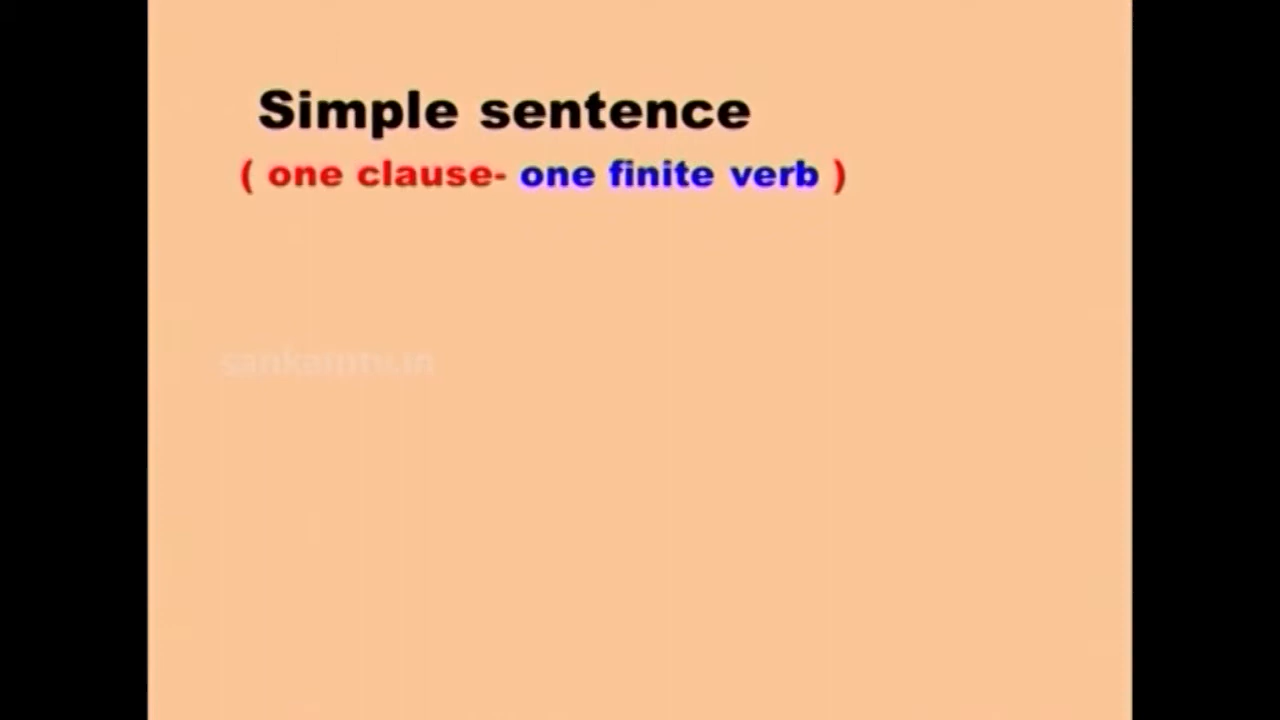 Simple sentence
( one clause- one finite verb )